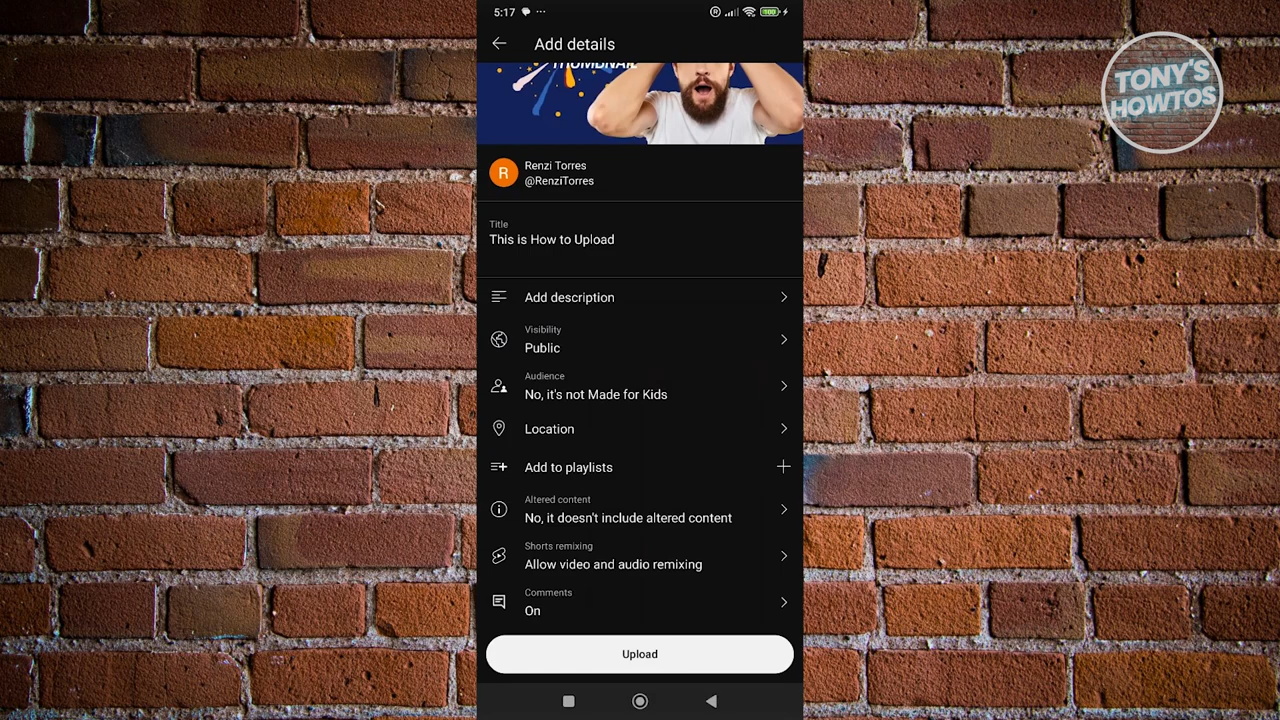 5:17
100
Add details
THUMBNAIL
TONY'S
HOWTOS
R
Renzi Torres
@RenziTorres
Title
This is How to Upload
Add description
Visibility
Public
Audience
No, it's not Made for Kids
Location
Add to playlists
Altered content
No, it doesn't include altered content
Shorts remixing
Allow video and audio remixing
Comments
On
Upload